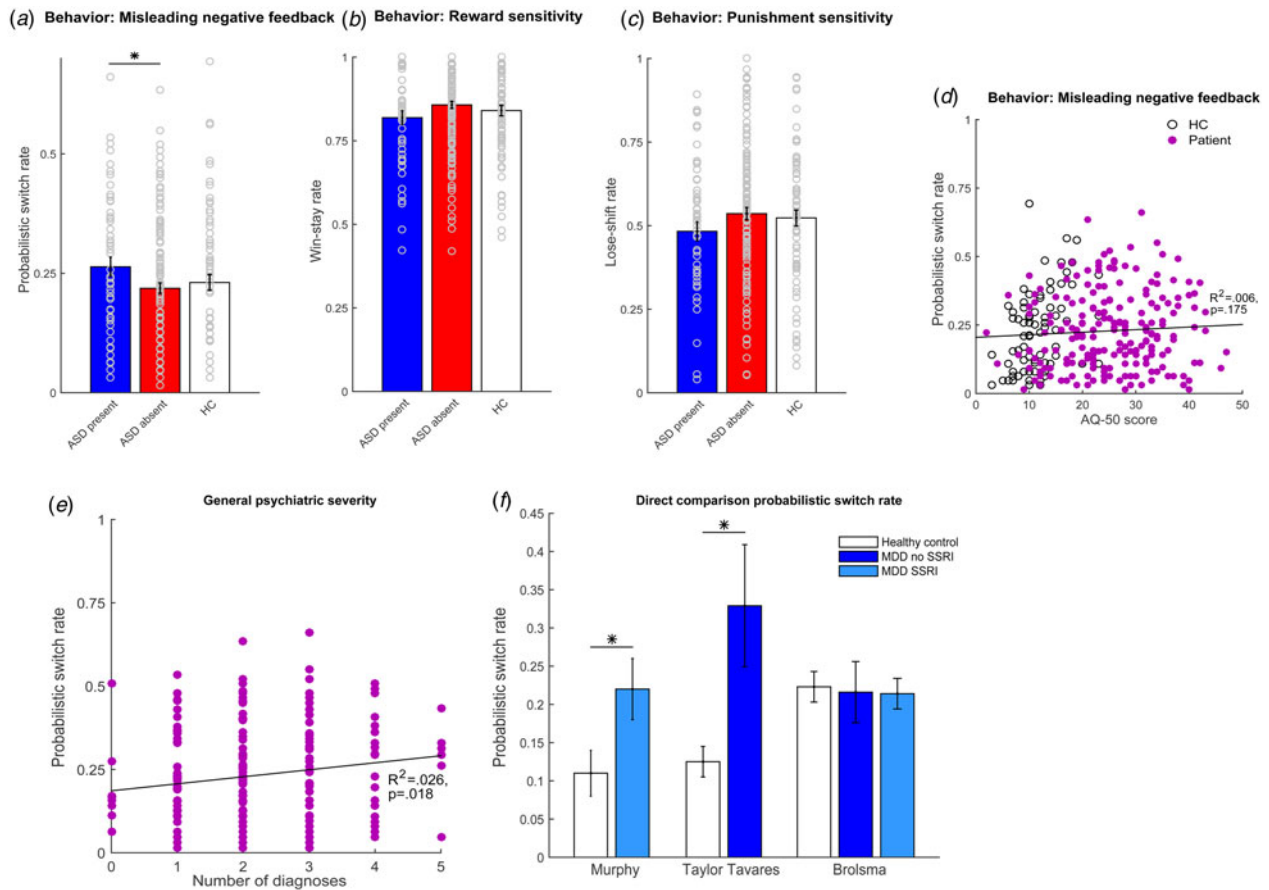 (a) Behavior: Misleading negative feedback
Probabilistic switch rate
0.5
0.25
0
*
ASD present
ASD absent
HC
(b) Behavior: Reward sensitivity
Win-stay rate
1
0.75
0.5
0.25
0
ASD present
ASD absent
HC
(c) Behavior: Punishment sensitivity
Lose-shift rate
1
0.75
0.5
0.25
0
ASD present
ASD absent
HC
(d) Behavior: Misleading negative feedback
HC
Patient
Probabilistic switch rate
1
0.75
0.5
0.25
0
R²=.006,
p=.175
0 10 20 30 40 50
AQ-50 score
(e) General psychiatric severity
Probabilistic switch rate
1
0.75
0.5
0.25
0
R²=.026,
p=.018
0 1 2 3 4 5
Number of diagnoses
(f) Direct comparison probabilistic switch rate
Probabilistic switch rate
0.45
0.4
0.35
0.3
0.25
0.2
0.15
0.1
0.05
0
*
*
Healthy control
MDD no SSRI
MDD SSRI
Murphy Taylor Tavares Brolsma